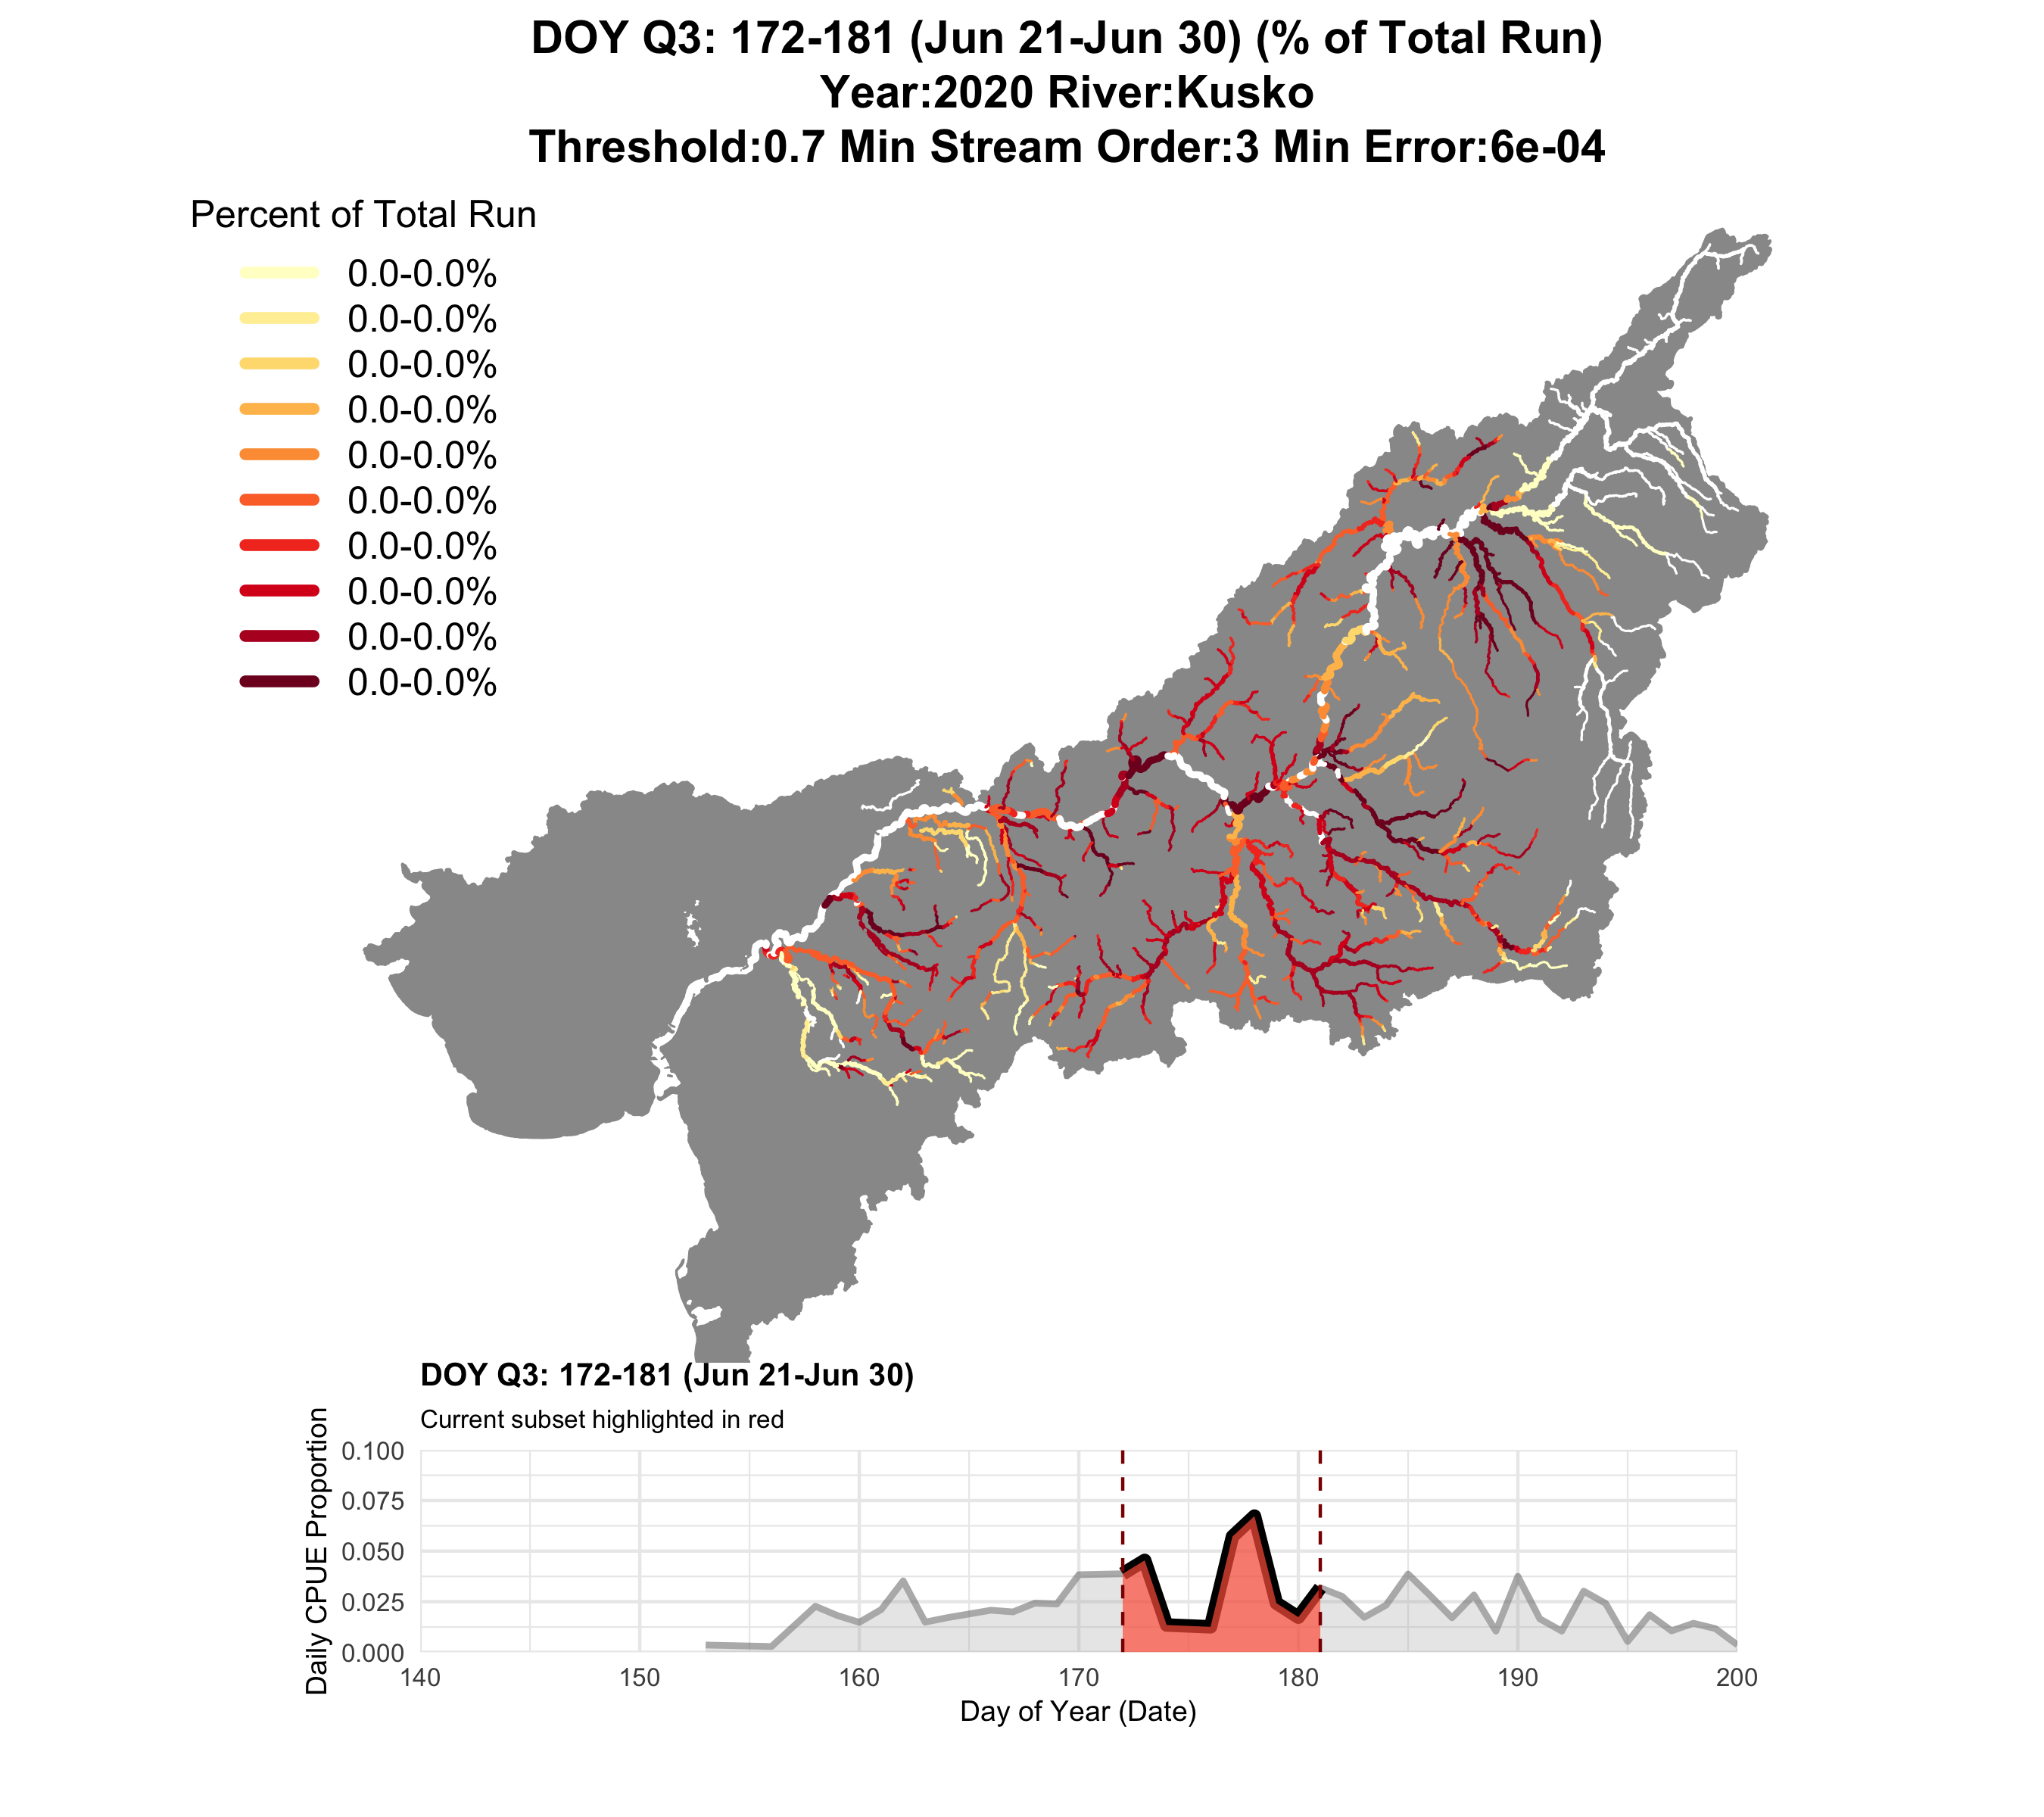 DOY Q3: 172-181 (Jun 21-Jun 30) (% of Total Run)
Year:2020 River:Kusko
Threshold:0.7 Min Stream Order:3 Min Error:6e-04
Percent of Total Run
0.0-0.0%
0.0-0.0%
0.0-0.0%
0.0-0.0%
0.0-0.0%
0.0-0.0%
0.0-0.0%
0.0-0.0%
0.0-0.0%
0.0-0.0%
DOY Q3: 172-181 (Jun 21-Jun 30)
Current subset highlighted in red
Daily CPUE Proportion
0.100
0.075
0.050
0.025
0.000
140 150 160 170 180 190 200
Day of Year (Date)